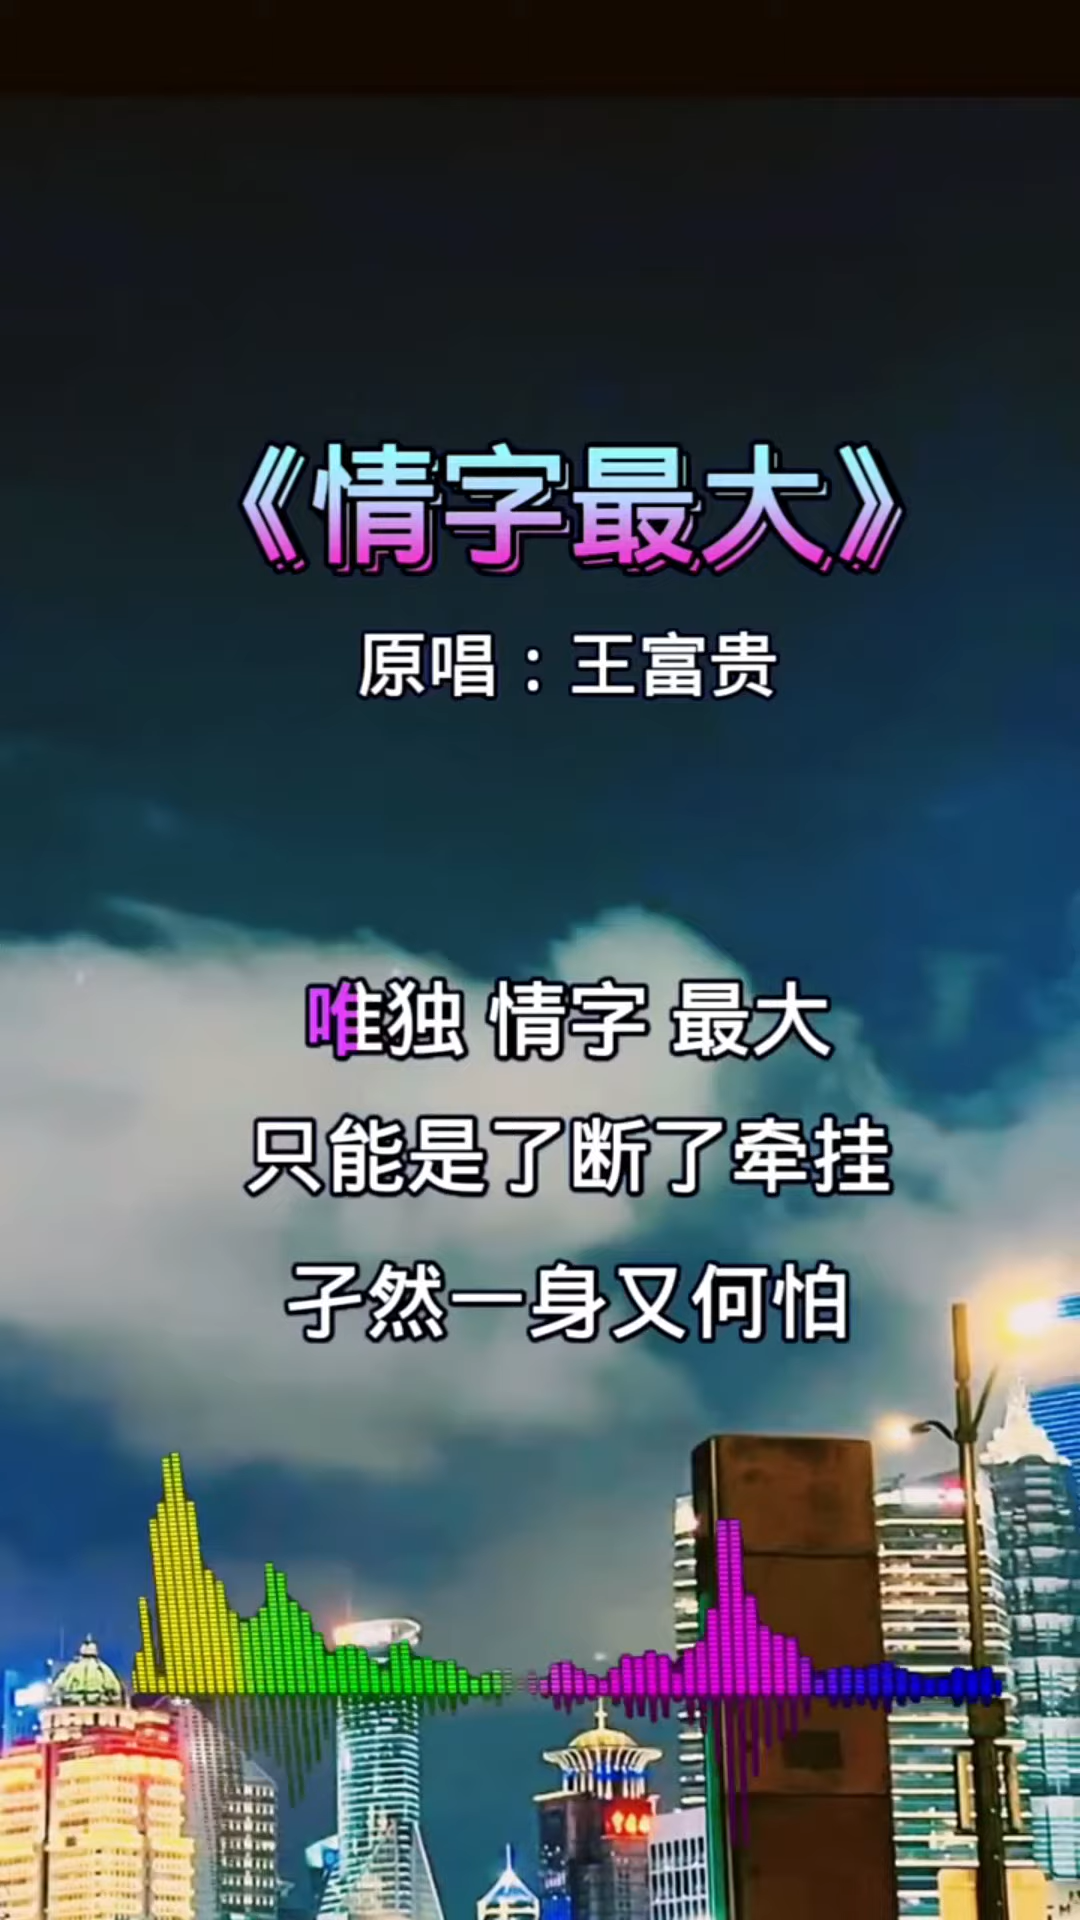 《情字最大》
原唱：王富贵
唯独 情字 最大
只能是了断了牵挂
孑然一身又何怕